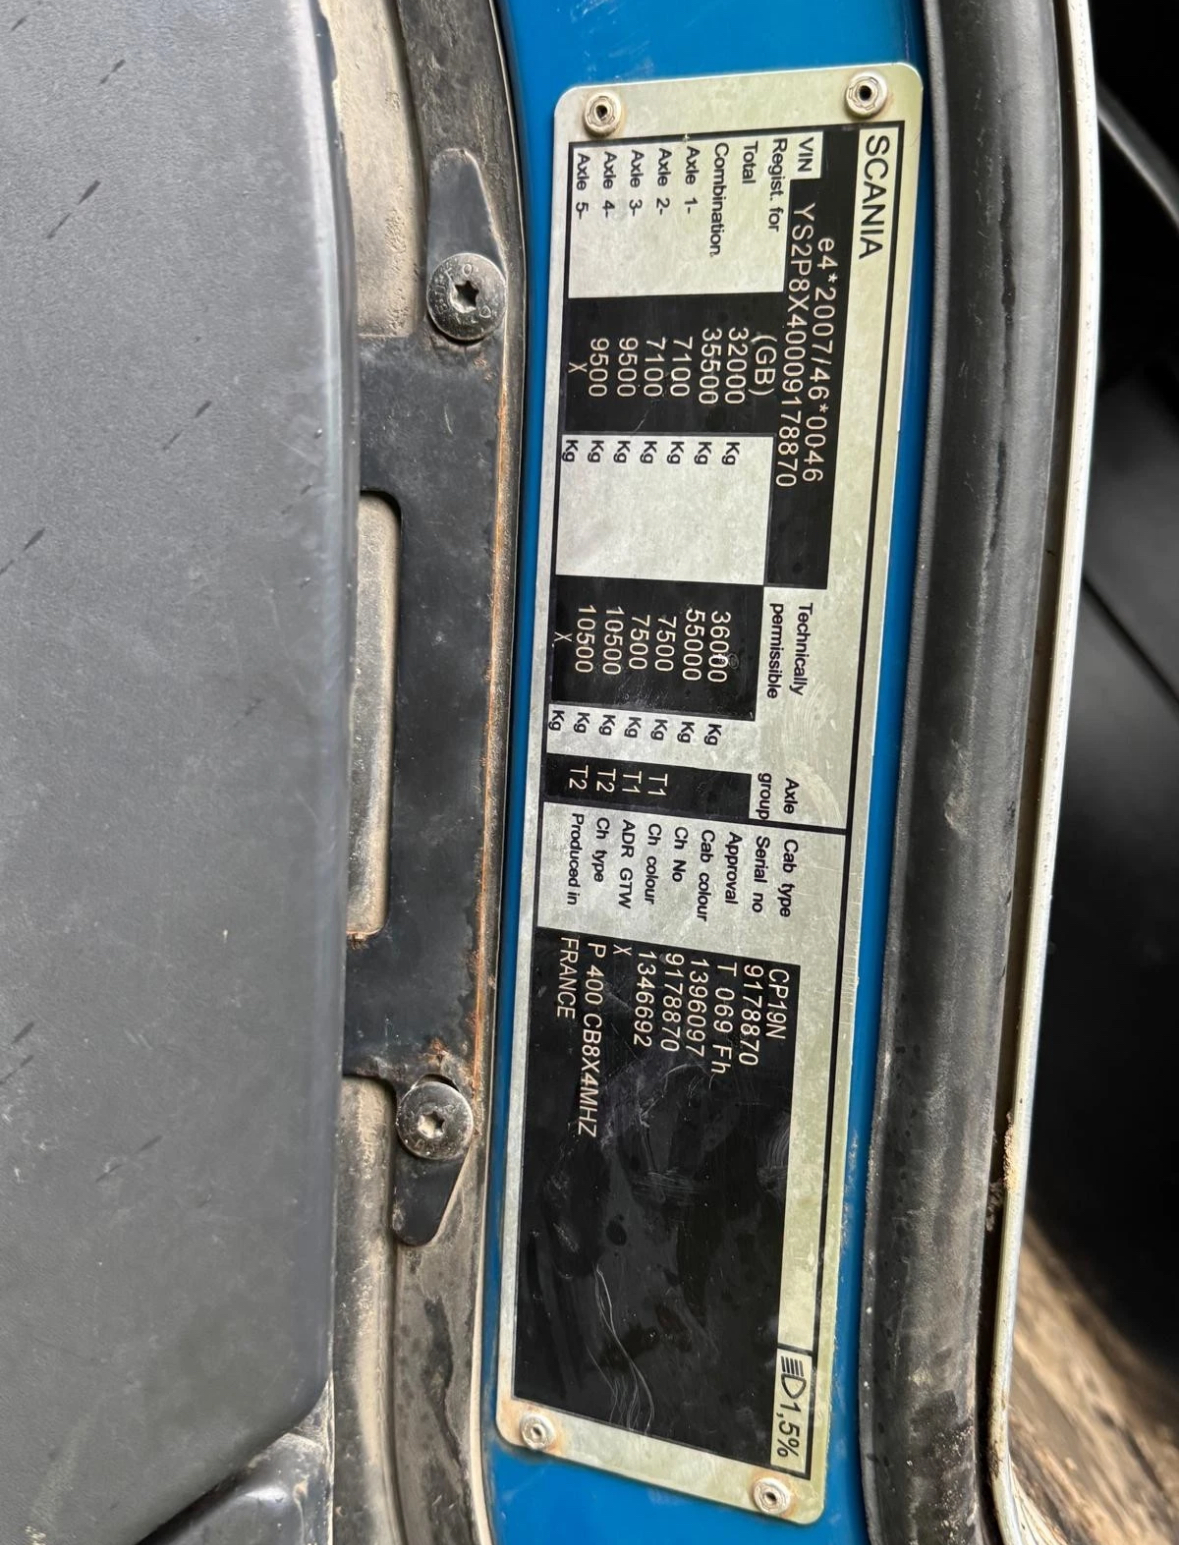 SCANIA
e4*2007/46*0046
VIN YS2P8X40009178870
Regist. for (GB) Technically permissible Axle group
Total 32000 Kg 36000 Kg
Combination 35500 Kg 55000 Kg
Axle 1- 7100 Kg 7500 Kg T1
Axle 2- 7100 Kg 7500 Kg T1
Axle 3- 9500 Kg 10500 Kg T2
Axle 4- 9500 Kg 10500 Kg T2
Axle 5- X Kg X Kg
Cab type CP19N
Serial no 9178870
Approval T 069 Fh
Cab colour 1396097
Ch No 9178870
Ch colour 1346692
ADR GTW X
Ch type P 400 CB8X4MHZ
Produced in FRANCE
1,5%